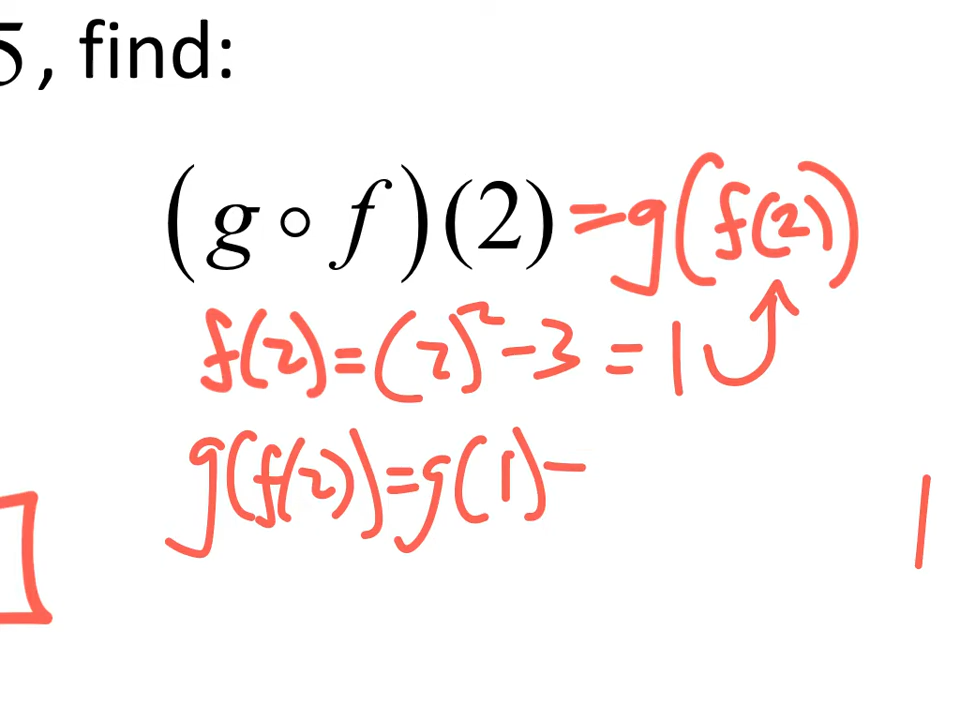 5, find:
(g ∘ f)(2) = g(f(2))
f(2) = (2)² - 3 = 1
g(f(2)) = g(1) -